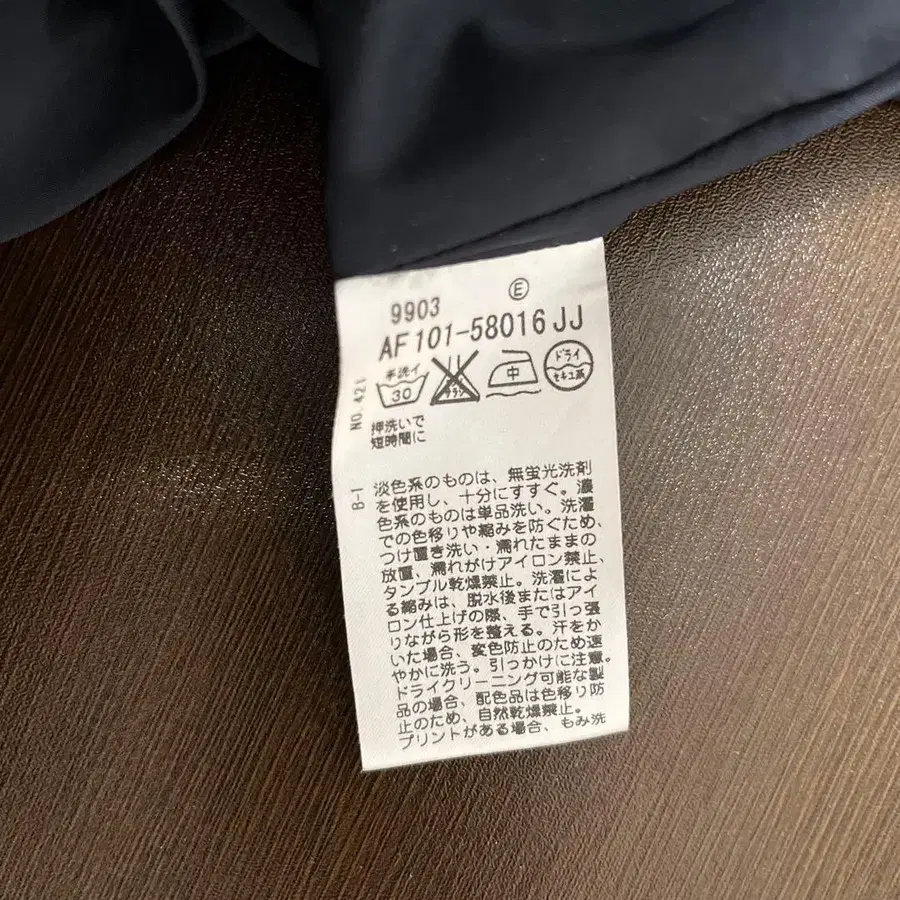 9903 Ⓔ
AF101-58016JJ
手洗イ 30 中 ドライ セキユ系
NO.421
押洗いで
短時間に
B-1
淡色系のものは、無蛍光洗剤
を使用し、十分にすすぐ。濃
色系のものは単品洗い。洗濯
での色移りや縮みを防ぐため、
つけ置き洗い・濡れたままの
放置、濡れがけアイロン禁止、
タンブル乾燥禁止。洗濯によ
る縮みは、脱水後またはアイ
ロン仕上げの際、手で引っ張
りながら形を整える。汗をか
いた場合、変色防止のため速
やかに洗う。引っかけに注意。
ドライクリーニング可能な製
品の場合、配色品は色移り防
止のため、自然乾燥禁止。
プリントがある場合、もみ洗